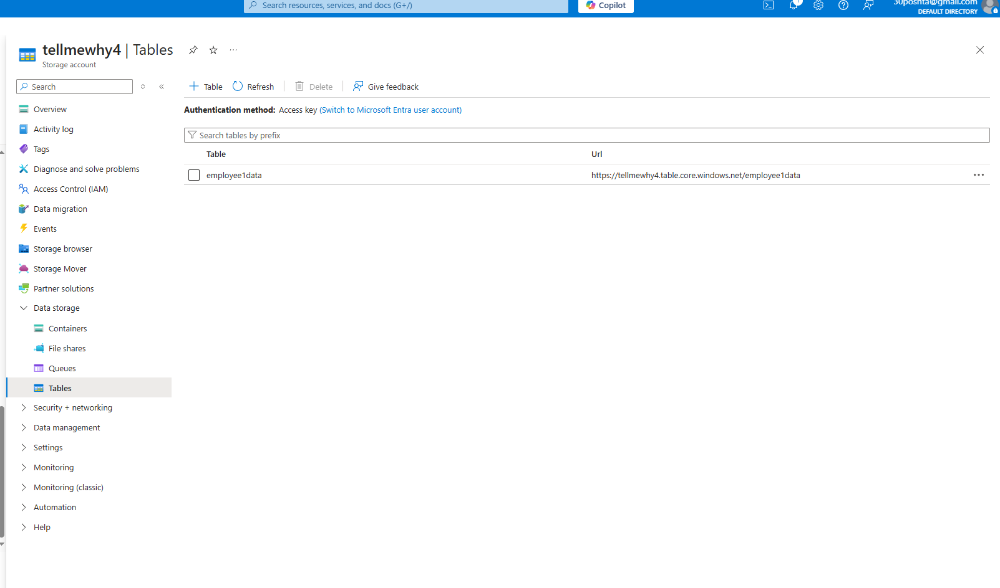 Search resources, services, and docs (G+/)
Copilot
1
30poshta@gmail.com
DEFAULT DIRECTORY
tellmewhy4 | Tables
Storage account
Search
Table
Refresh
Delete
Give feedback
Authentication method: Access key (Switch to Microsoft Entra user account)
Search tables by prefix
Table Url
employee1data https://tellmewhy4.table.core.windows.net/employee1data
Overview
Activity log
Tags
Diagnose and solve problems
Access Control (IAM)
Data migration
Events
Storage browser
Storage Mover
Partner solutions
Data storage
Containers
File shares
Queues
Tables
Security + networking
Data management
Settings
Monitoring
Monitoring (classic)
Automation
Help